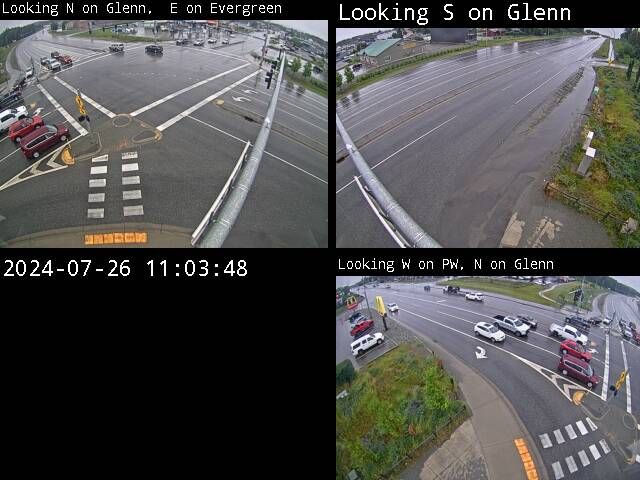 Looking N on Glenn,  E on Evergreen
Looking S on Glenn
2024-07-26 11:03:48
Looking W on PW, N on Glenn